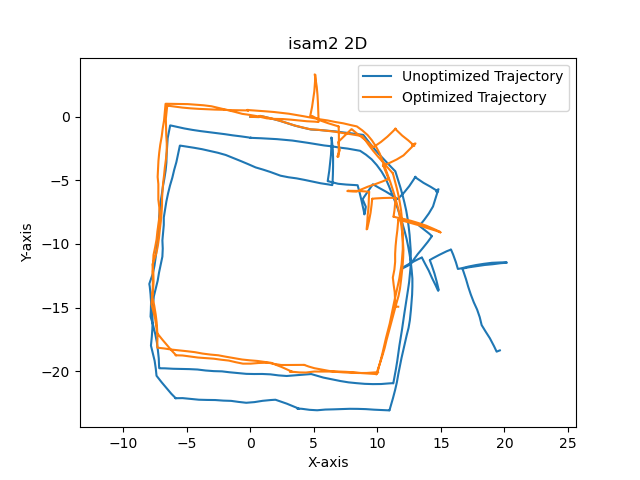 isam2 2D
Unoptimized Trajectory
Optimized Trajectory
0
−5
−10
−15
−20
Y-axis
−10
−5
0
5
10
15
20
25
X-axis